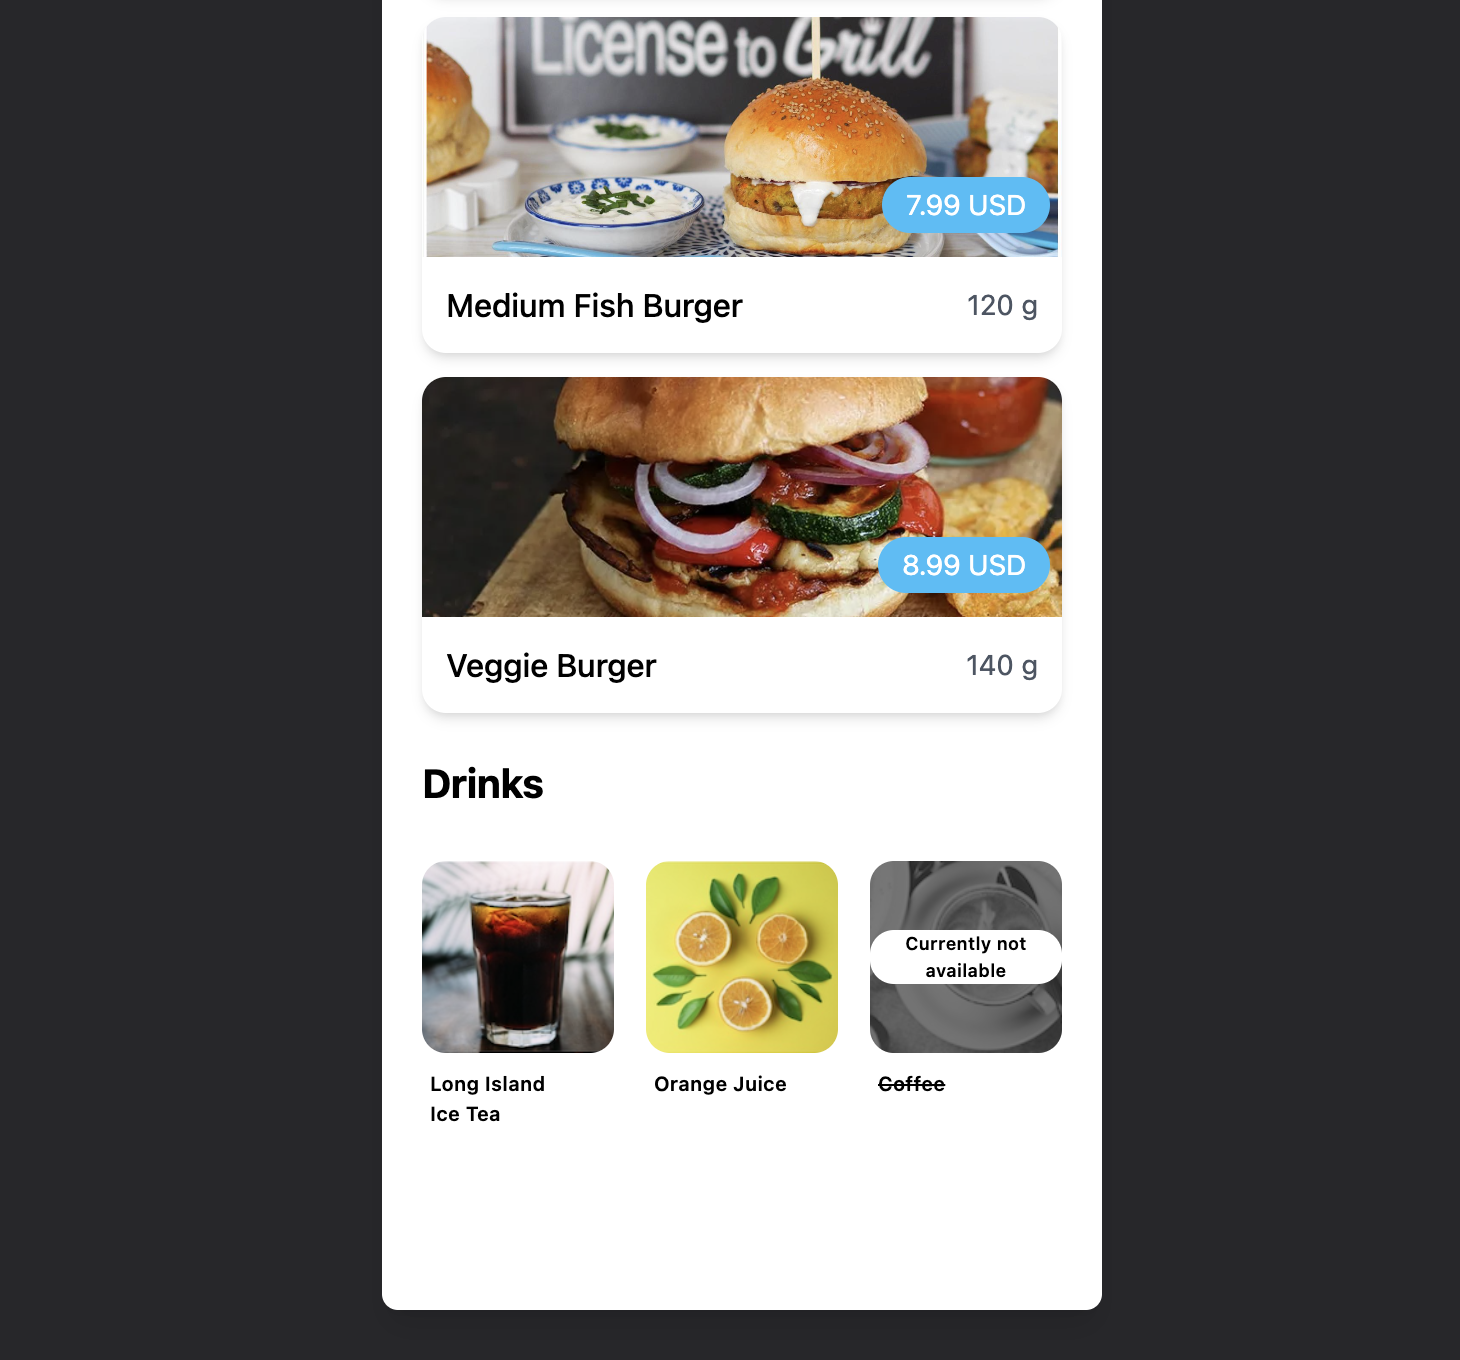 License to Grill
7.99 USD
Medium Fish Burger
120 g
8.99 USD
Veggie Burger
140 g
Drinks
Currently not
available
Long Island
Ice Tea
Orange Juice
Coffee